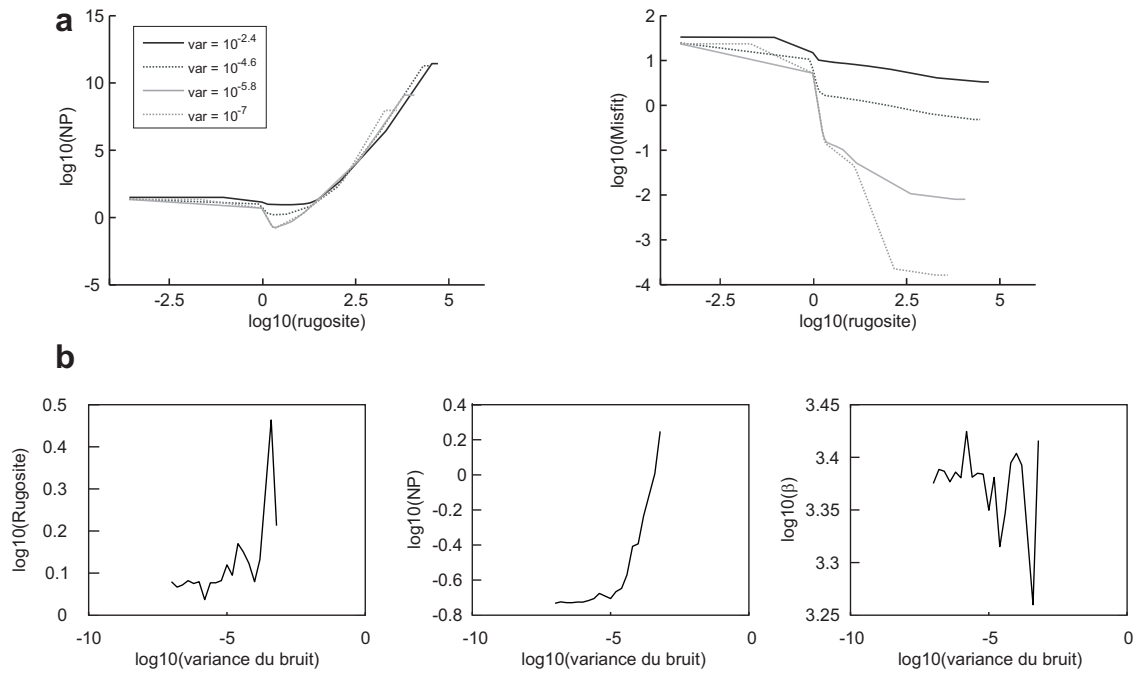 a
15
10
5
0
-5
log10(NP)
var = 10^-2.4
var = 10^-4.6
var = 10^-5.8
var = 10^-7
-2.5 0 2.5 5
log10(rugosite)
2
1
0
-1
-2
-3
-4
log10(Misfit)
-2.5 0 2.5 5
log10(rugosite)
b
0.5
0.4
0.3
0.2
0.1
0
log10(Rugosite)
-10 -5 0
log10(variance du bruit)
0.4
0.2
0
-0.2
-0.4
-0.6
-0.8
log10(NP)
-10 -5 0
log10(variance du bruit)
3.45
3.4
3.35
3.3
3.25
log10(β)
-10 -5 0
log10(variance du bruit)